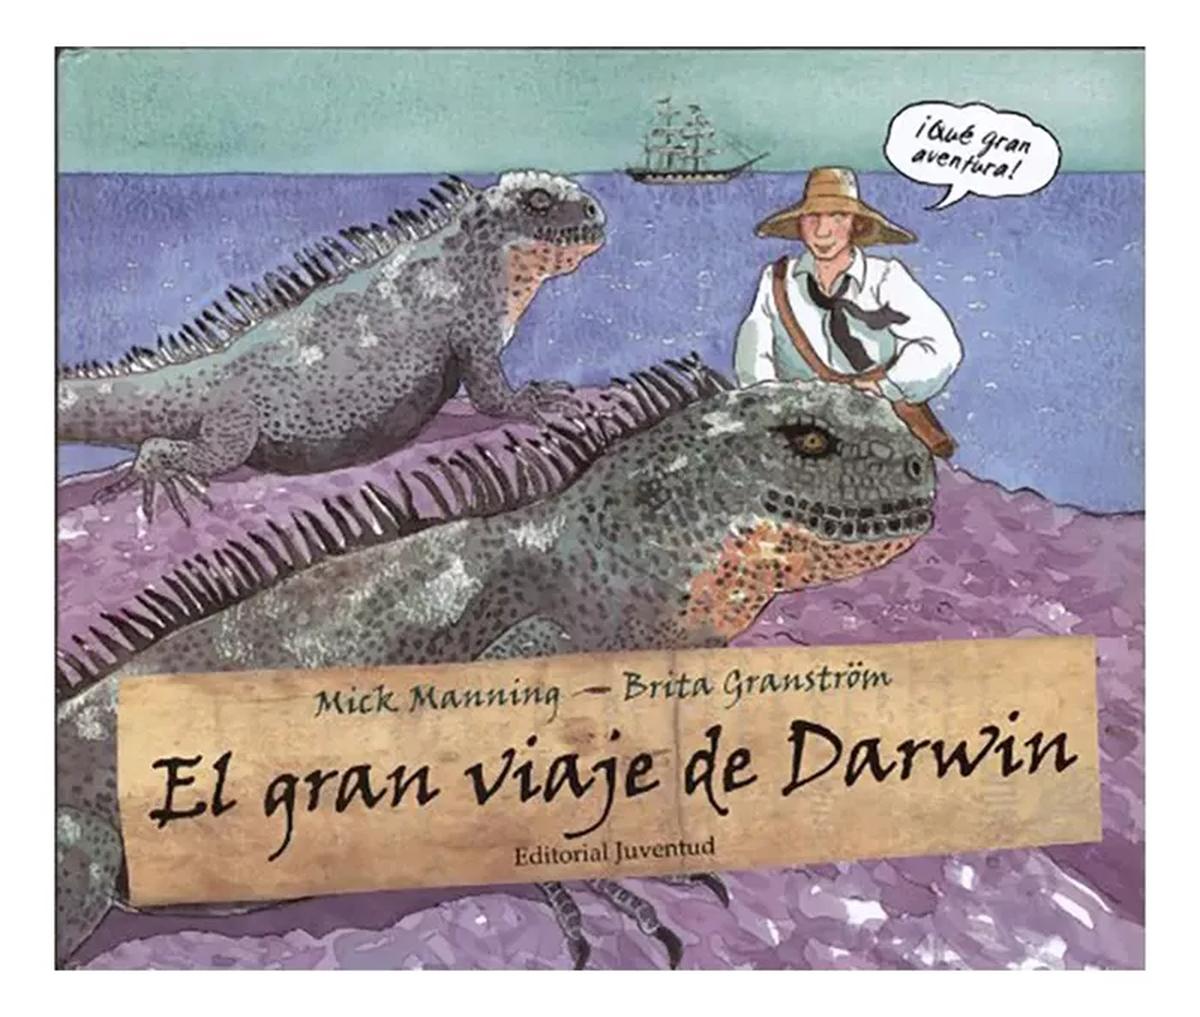 ¡Qué gran
aventura!
Mick Manning — Brita Granström
El gran viaje de Darwin
Editorial Juventud